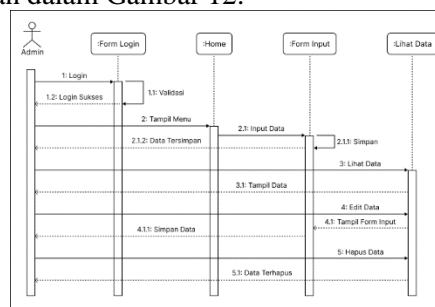 dalam Gambar 12.
:Form Login
:Home
:Form Input
:Lihat Data
Admin
1: Login
1.1: Validasi
1.2: Login Sukses
2: Tampil Menu
2.1: Input Data
2.1.2: Data Tersimpan
2.1.1: Simpan
3: Lihat Data
3.1: Tampil Data
4: Edit Data
4.1: Tampil Form Input
4.1.1: Simpan Data
5: Hapus Data
5.1: Data Terhapus